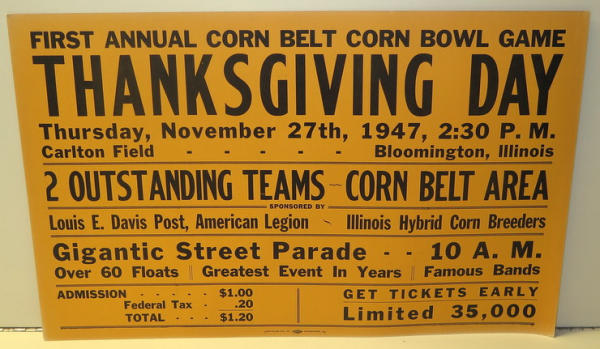 FIRST ANNUAL CORN BELT CORN BOWL GAME
THANKSGIVING DAY
Thursday, November 27th, 1947, 2:30 P. M.
Carlton Field - - - - - Bloomington, Illinois
2 OUTSTANDING TEAMS ~ CORN BELT AREA
SPONSORED BY
Louis E. Davis Post, American Legion ~ Illinois Hybrid Corn Breeders
Gigantic Street Parade - - 10 A. M.
Over 60 Floats || Greatest Event In Years || Famous Bands
ADMISSION - - - - $1.00
Federal Tax - .20
TOTAL - - - $1.20
GET TICKETS EARLY
Limited 35,000